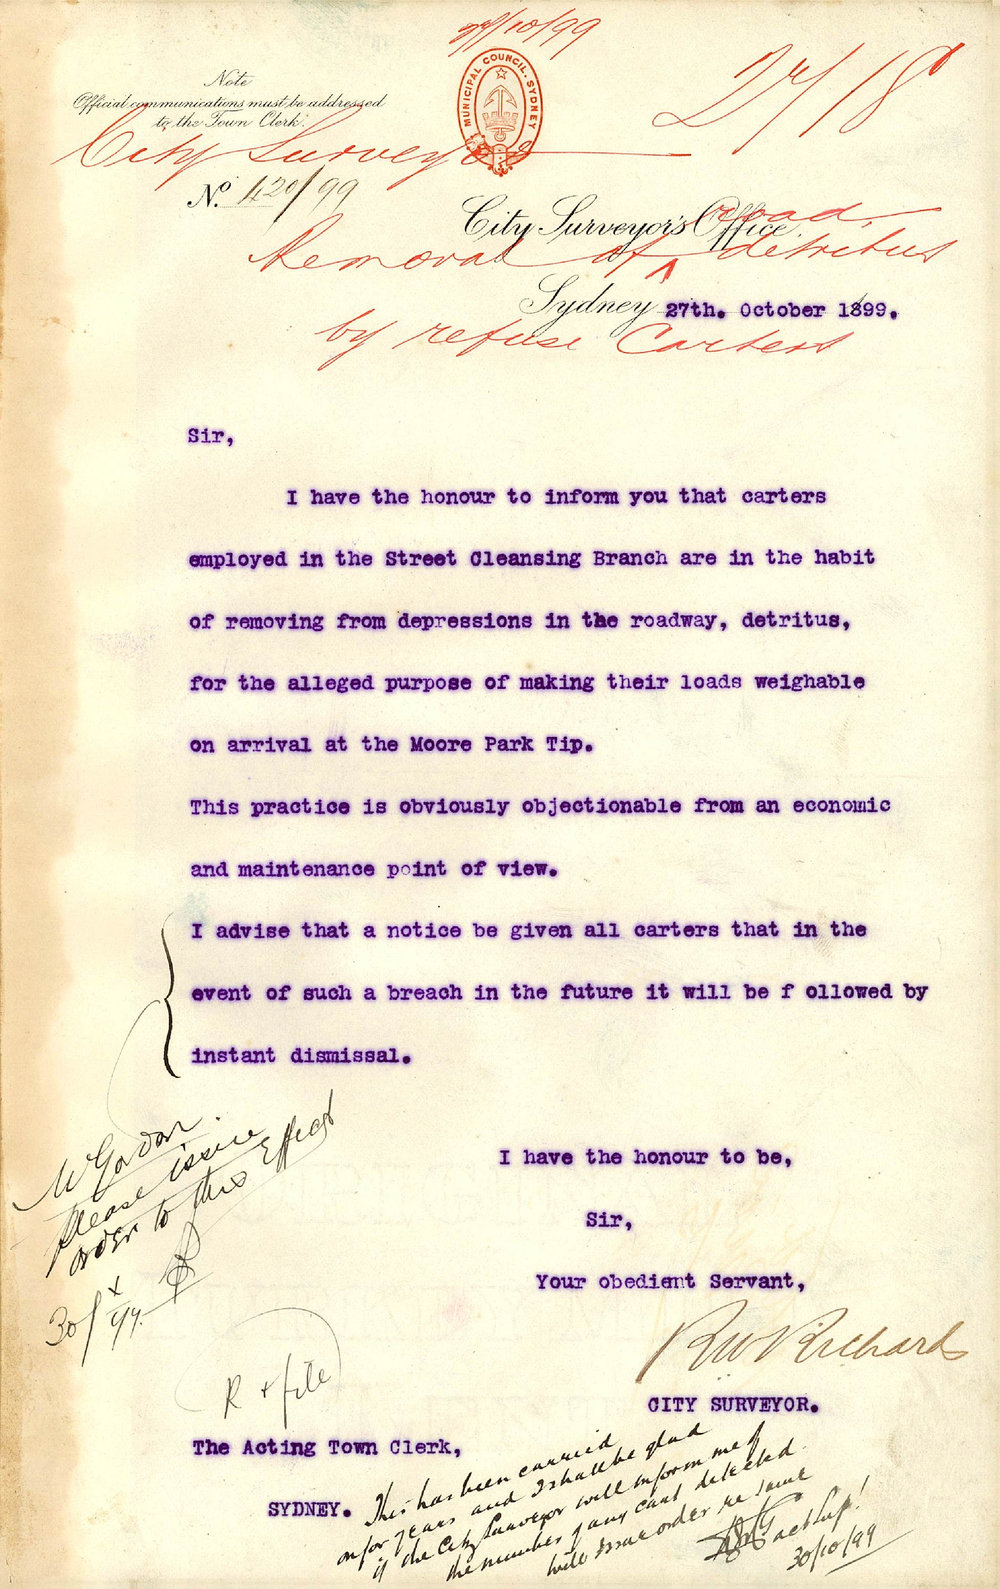 27/10/99
27/18
MUNICIPAL COUNCIL. SYDNEY
Note
Official communications must be addressed
to the Town Clerk.
City Surveyor
No. 420/99
City Surveyor's Office,
road
Removal of ^ detritus
Sydney 27th. October 1899.
by refuse Carters
Sir,
I have the honour to inform you that carters
employed in the Street Cleansing Branch are in the habit
of removing from depressions in the roadway, detritus,
for the alleged purpose of making their loads weighable
on arrival at the Moore Park Tip.
This practice is obviously objectionable from an economic
and maintenance point of view.
I advise that a notice be given all carters that in the
event of such a breach in the future it will be f ollowed by
instant dismissal.
Mr Gordon
Please issue
order to this Effect
30/X/99.
I have the honour to be,
Sir,
Your obedient Servant,
RW Richards
CITY SURVEYOR.
R + file
The Acting Town Clerk,
SYDNEY.
This has been carried
on for years and I shall be glad
if the City Surveyor will inform me of
the number of any cart detected.
will issue order re same
act Supt!
30/10/99